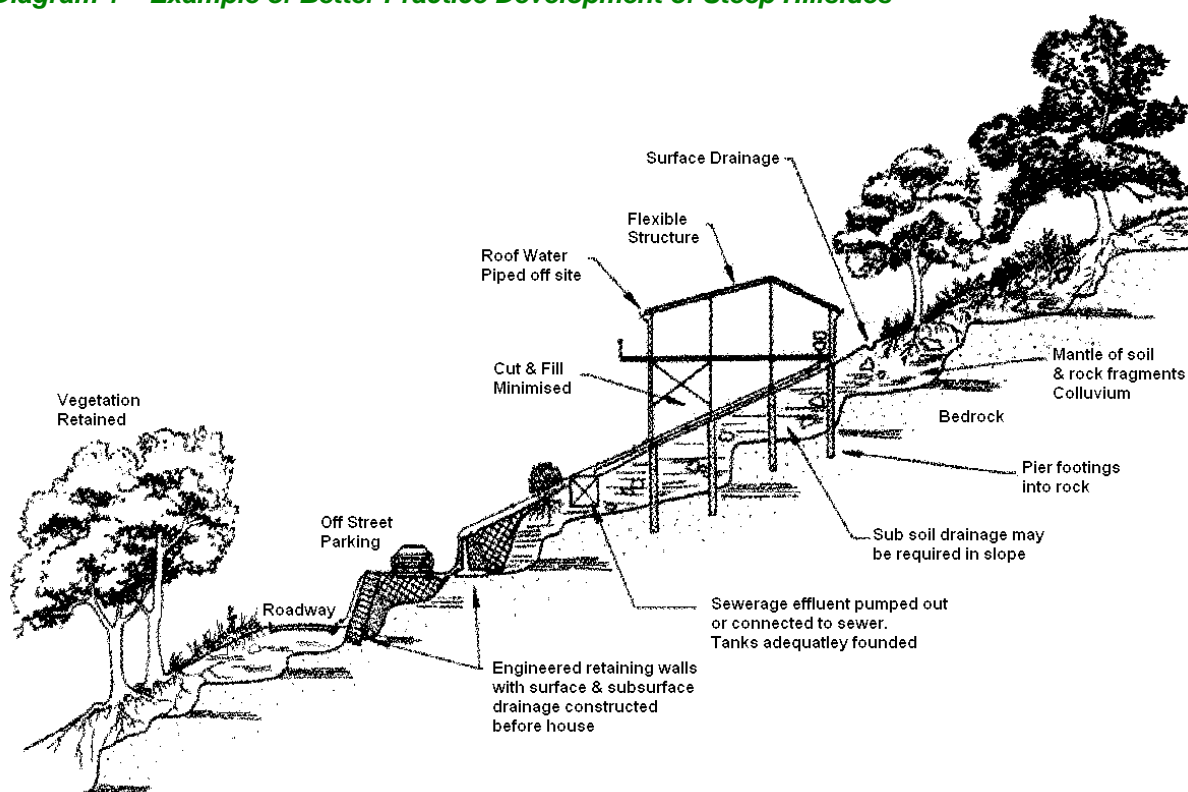 Diagram 1 – Example of Better Practice Development of Steep Hillsides
Surface Drainage
Flexible
Structure
Roof Water
Piped off site
Cut & Fill
Minimised
Mantle of soil
& rock fragments
Colluvium
Vegetation
Retained
Bedrock
Pier footings
into rock
Off Street
Parking
Sub soil drainage may
be required in slope
Roadway
Sewerage effluent pumped out
or connected to sewer.
Tanks adequatley founded
Engineered retaining walls
with surface & subsurface
drainage constructed
before house